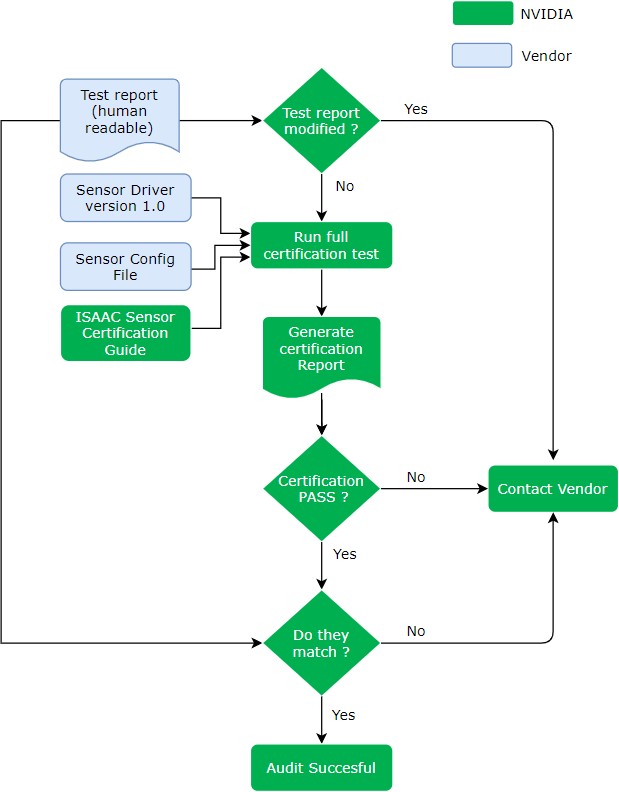 NVIDIA
Vendor
Test report
(human
readable)
Test report
modified ?
Yes
No
Sensor Driver
version 1.0
Run full
certification test
Sensor Config
File
ISAAC Sensor
Certification
Guide
Generate
certification
Report
Certification
PASS ?
No
Contact Vendor
Yes
Do they
match ?
No
Yes
Audit Succesful